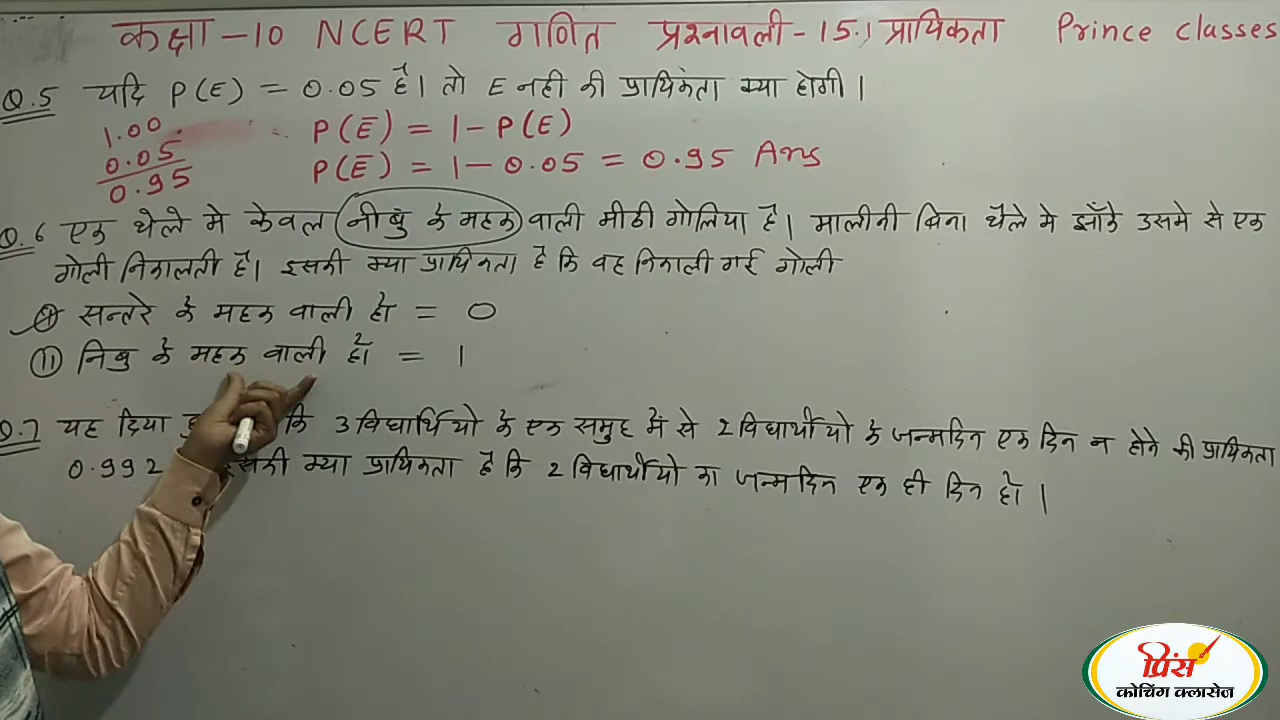 कक्षा -10 NCERT गणित प्रश्नावली - 15.1 प्रायिकता Prince classes
Q.5 यदि P(E) = 0.05 है। तो E नही की प्रायिकता क्या होगी।
1.00 P(E̅) = 1 - P(E)
0.05 P(E̅) = 1 - 0.05 = 0.95 Ans
0.95
Q.6 एक थेले मे केवल नीबु के महक वाली मीठी गोलिया है। मालीनी बिना थैले मे झाँके उसमे से एक
गोली निकालती है। इसकी क्या प्रायिकता है कि वह निकाली गई गोली
सन्तरे के महक वाली हो = 0
(11) निबु के महक वाली हो = 1
Q.7 यह दिया कि 3 विधार्थियो के एक समुह में से 2 विधार्थीयो के जन्मदिन एक दिन न होने की प्रायिकता
0.992 इसकी क्या प्रायिकता है कि 2 विधार्थीयो का जन्मदिन एक ही दिन हो।
प्रिंस
कोचिंग क्लासेज